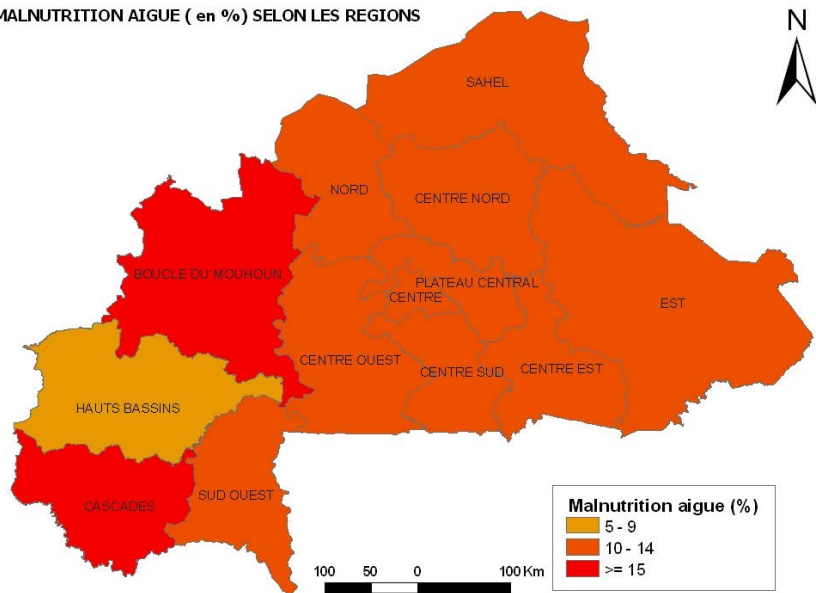 MALNUTRITION AIGUE ( en %) SELON LES REGIONS
N
SAHEL
NORD
CENTRE NORD
BOUCLE DU MOUHOUN
PLATEAU CENTRAL
CENTRE
EST
CENTRE OUEST
CENTRE SUD
CENTRE EST
HAUTS BASSINS
SUD OUEST
CASCADES
Malnutrition aigue (%)
5 - 9
10 - 14
>= 15
100 50 0 100 Km